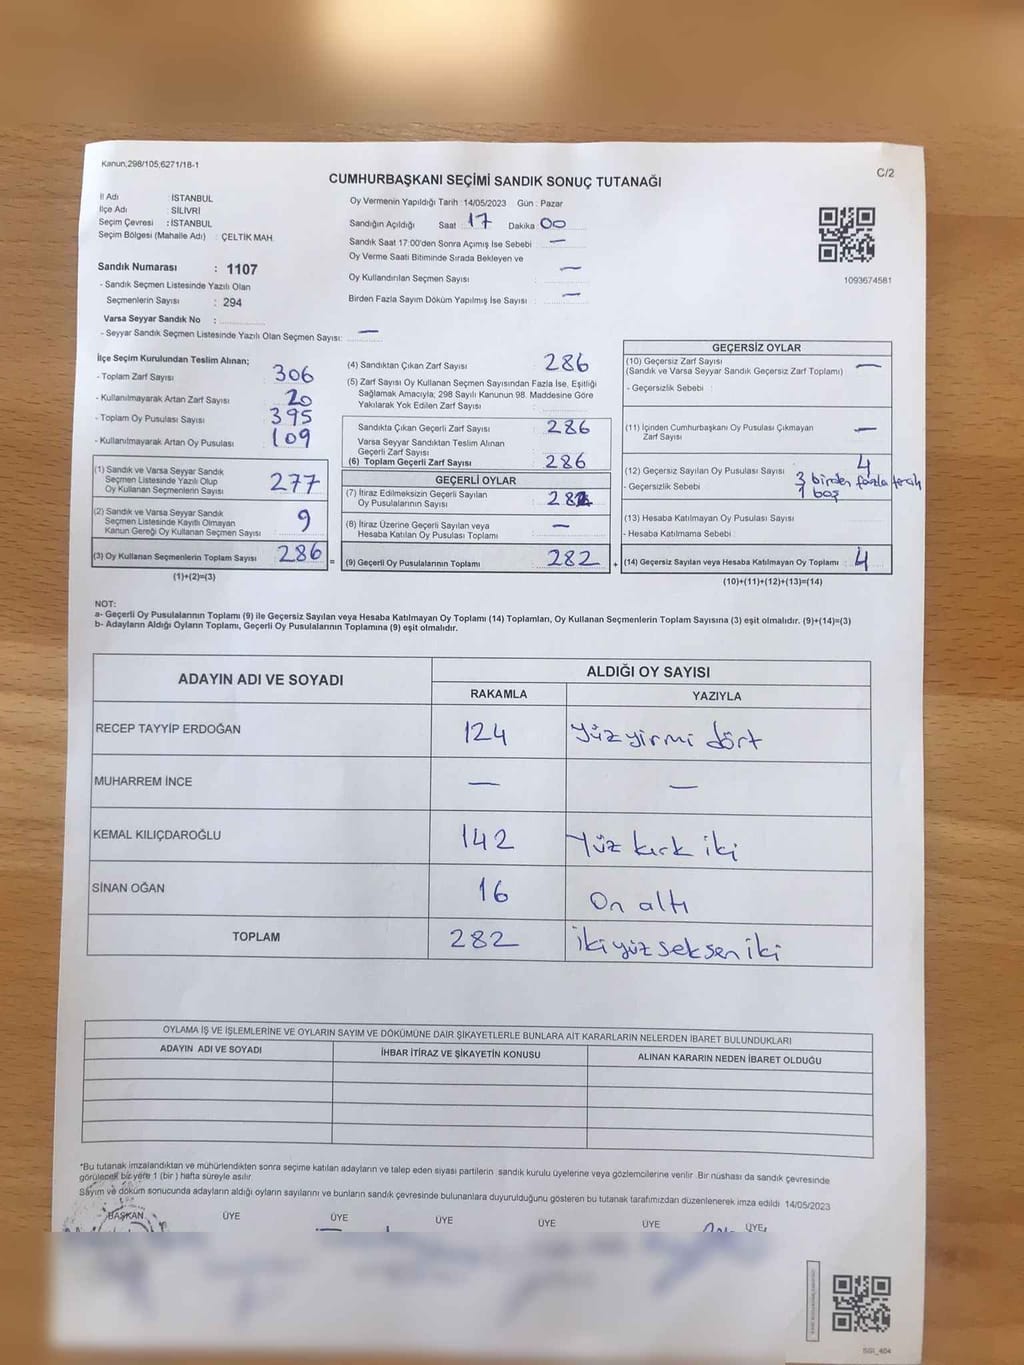 Kanun,298/105,6271/18-1
C/2
CUMHURBAŞKANI SEÇİMİ SANDIK SONUÇ TUTANAĞI
İl Adı : İSTANBUL
İlçe Adı : SİLİVRİ
Seçim Çevresi : İSTANBUL
Seçim Bölgesi (Mahalle Adı) : ÇELTİK MAH.
Sandık Numarası : 1107
- Sandık Seçmen Listesinde Yazılı Olan
Seçmenlerin Sayısı : 294
Varsa Seyyar Sandık No :
- Seyyar Sandık Seçmen Listesinde Yazılı Olan Seçmen Sayısı: —
Oy Vermenin Yapıldığı Tarih :14/05/2023 Gün : Pazar
Sandığın Açıldığı Saat 17 Dakika 00
Sandık Saat 17:00'den Sonra Açımış İse Sebebi —
Oy Verme Saati Bitiminde Sırada Bekleyen ve
Oy Kullandırılan Seçmen Sayısı —
Birden Fazla Sayım Döküm Yapılmış İse Sayısı —
1093674581
İlçe Seçim Kurulundan Teslim Alınan;
- Toplam Zarf Sayısı 306
- Kullanılmayarak Artan Zarf Sayısı 20
- Toplam Oy Pusulası Sayısı 395
- Kullanılmayarak Artan Oy Pusulası 109
(1) Sandık ve Varsa Seyyar Sandık
Seçmen Listesinde Yazılı Olup
Oy Kullanan Seçmenlerin Sayısı 277
(2) Sandık ve Varsa Seyyar Sandık
Seçmen Listesinde Kayıtlı Olmayan
Kanun Gereği Oy Kullanan Seçmen Sayısı 9
(3) Oy Kullanan Seçmenlerin Toplam Sayısı 286 =
(1)+(2)=(3)
(4) Sandıktan Çıkan Zarf Sayısı 286
(5) Zarf Sayısı Oy Kullanan Seçmen Sayısından Fazla İse, Eşitliği
Sağlamak Amacıyla; 298 Sayılı Kanunun 98. Maddesine Göre
Yakılarak Yok Edilen Zarf Sayısı :
Sandıkta Çıkan Geçerli Zarf Sayısı 286
Varsa Seyyar Sandıktan Teslim Alınan
Geçerli Zarf Sayısı
(6) Toplam Geçerli Zarf Sayısı 286
GEÇERLİ OYLAR
(7) İtiraz Edilmeksizin Geçerli Sayılan
Oy Pusulalarının Sayısı 282
(8) İtiraz Üzerine Geçerli Sayılan veya
Hesaba Katılan Oy Pusulası Toplamı —
(9) Geçerli Oy Pusulalarının Toplamı 282 +
GEÇERSİZ OYLAR
(10) Geçersiz Zarf Sayısı
(Sandık ve Varsa Seyyar Sandık Geçersiz Zarf Toplamı) —
- Geçersizlik Sebebi :
(11) İçinden Cumhurbaşkanı Oy Pusulası Çıkmayan
Zarf Sayısı —
(12) Geçersiz Sayılan Oy Pusulası Sayısı 4
- Geçersizlik Sebebi 3 birden fazla tercih
1 boş
(13) Hesaba Katılmayan Oy Pusulası Sayısı
- Hesaba Katılmama Sebebi :
(14) Geçersiz Sayılan veya Hesaba Katılmayan Oy Toplamı : 4
(10)+(11)+(12)+(13)=(14)
NOT:
a- Geçerli Oy Pusulalarının Toplamı (9) ile Geçersiz Sayılan veya Hesaba Katılmayan Oy Toplamı (14) Toplamları, Oy Kullanan Seçmenlerin Toplam Sayısına (3) eşit olmalıdır. (9)+(14)=(3)
b- Adayların Aldığı Oyların Toplamı, Geçerli Oy Pusulalarının Toplamına (9) eşit olmalıdır.
ADAYIN ADI VE SOYADI
ALDIĞI OY SAYISI
RAKAMLA YAZIYLA
RECEP TAYYİP ERDOĞAN 124 Yüz yirmi dört
MUHARREM İNCE — —
KEMAL KILIÇDAROĞLU 142 Yüz kırk iki
SİNAN OĞAN 16 On altı
TOPLAM 282 İki yüz seksen iki
OYLAMA İŞ VE İŞLEMLERİNE VE OYLARIN SAYIM VE DÖKÜMÜNE DAİR ŞİKAYETLERLE BUNLARA AİT KARARLARIN NELERDEN İBARET BULUNDUKLARI
ADAYIN ADI VE SOYADI İHBAR İTİRAZ VE ŞİKAYETİN KONUSU ALINAN KARARIN NEDEN İBARET OLDUĞU
*Bu tutanak imzalandıktan ve mühürlendikten sonra seçime katılan adayların ve talep eden siyasi partilerin sandık kurulu üyelerine veya gözlemcilerine verilir. Bir nüshası da sandık çevresinde
görülecek bir yere 1 (bir ) hafta süreyle asılır.
Sayım ve döküm sonucunda adayların aldığı oyların sayılarını ve bunların sandık çevresinde bulunanlara duyurulduğunu gösteren bu tutanak tarafımızdan düzenlenerek imza edildi 14/05/2023
BAŞKAN ÜYE ÜYE ÜYE ÜYE ÜYE ÜYE
SGI_404